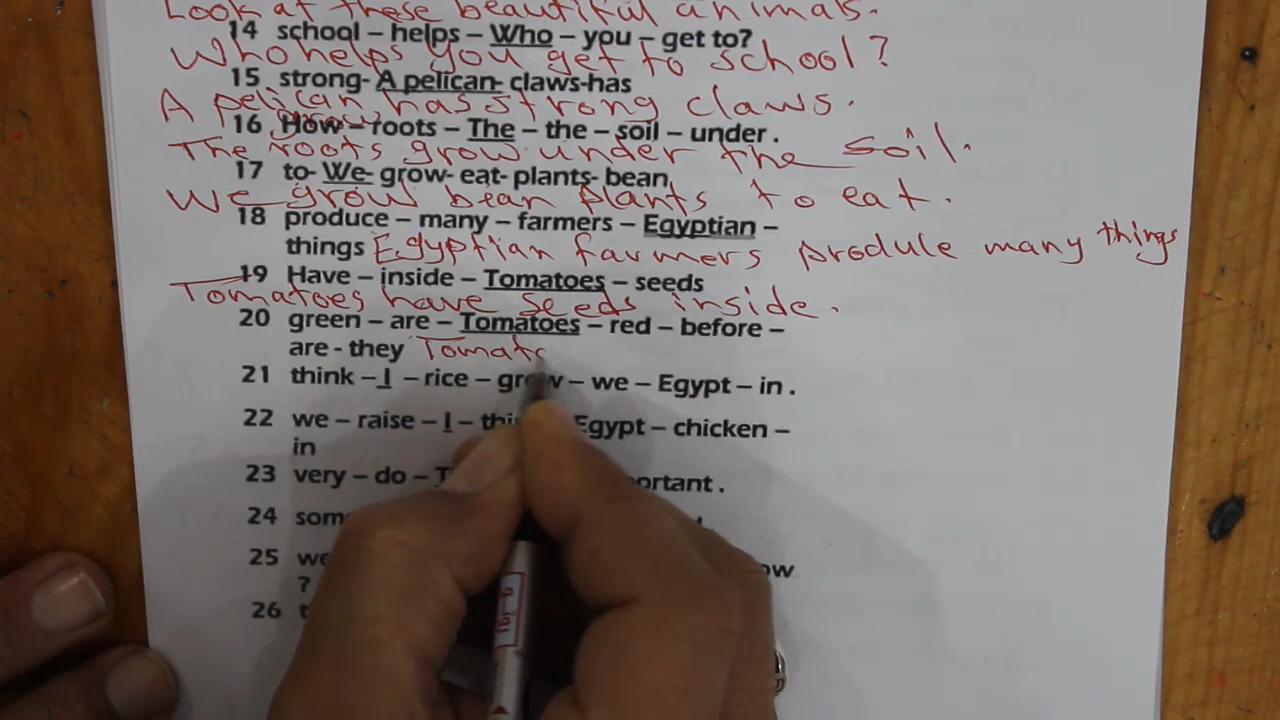 Look at these beautiful animals.
14 school – helps – Who – you – get to?
Who helps you get to school?
15 strong- A pelican- claws-has
A pelican has strong claws.
grow
16 How – roots – The – the – soil – under .
The roots grow under the soil.
17 to- We- grow- eat- plants- bean.
We grow bean plants to eat.
18 produce – many – farmers – Egyptian –
things Egyptian farmers produle many things
19 Have – inside – Tomatoes – seeds
Tomatoes have seeds inside.
20 green – are – Tomatoes – red – before –
are - they Tomato
21 think – I – rice – grow – we – Egypt – in .
22 we – raise – I – Egypt – chicken –
in
23 very – do –
24
25 we
?
26